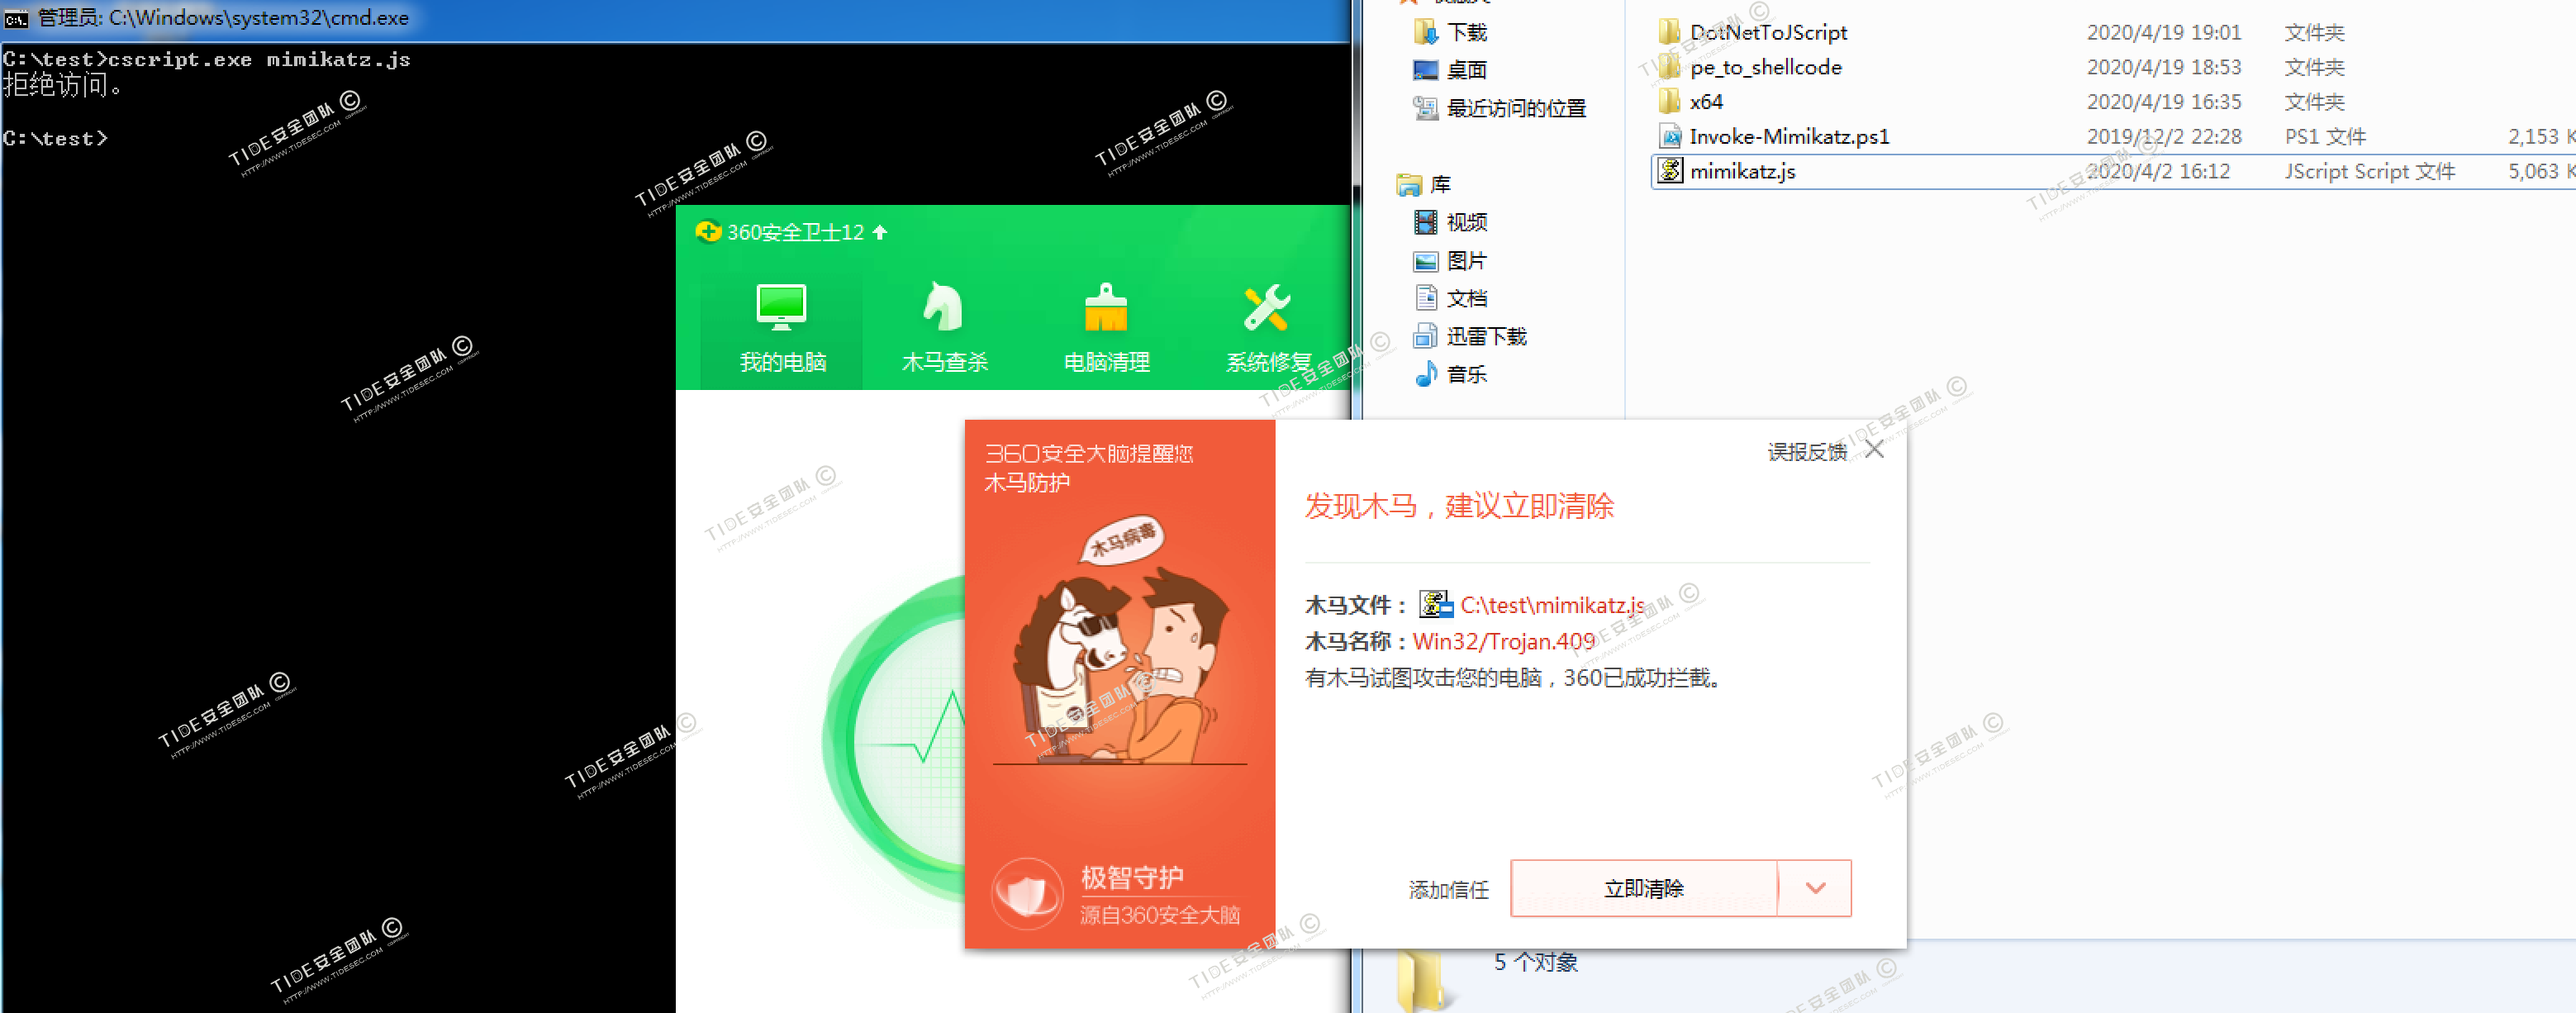 管理员: C:\Windows\system32\cmd.exe
C:\test>cscript.exe mimikatz.js
拒绝访问。
C:\test>
360安全卫士12
我的电脑
木马查杀
电脑清理
系统修复
下载
桌面
最近访问的位置
库
视频
图片
文档
迅雷下载
音乐
DotNetToJScript 2020/4/19 19:01 文件夹
pe_to_shellcode 2020/4/19 18:53 文件夹
x64 2020/4/19 16:35 文件夹
Invoke-Mimikatz.ps1 2019/12/2 22:28 PS1 文件 2,153 K
mimikatz.js 2020/4/2 16:12 JScript Script 文件 5,063 K
360安全大脑提醒您
木马防护
木马病毒
极智守护
源自360安全大脑
误报反馈
发现木马，建议立即清除
木马文件： C:\test\mimikatz.js
木马名称：Win32/Trojan.409
有木马试图攻击您的电脑，360已成功拦截。
添加信任
立即清除
5 个对象
TIDE安全团队 ©
HTTP://WWW.TIDESEC.COM